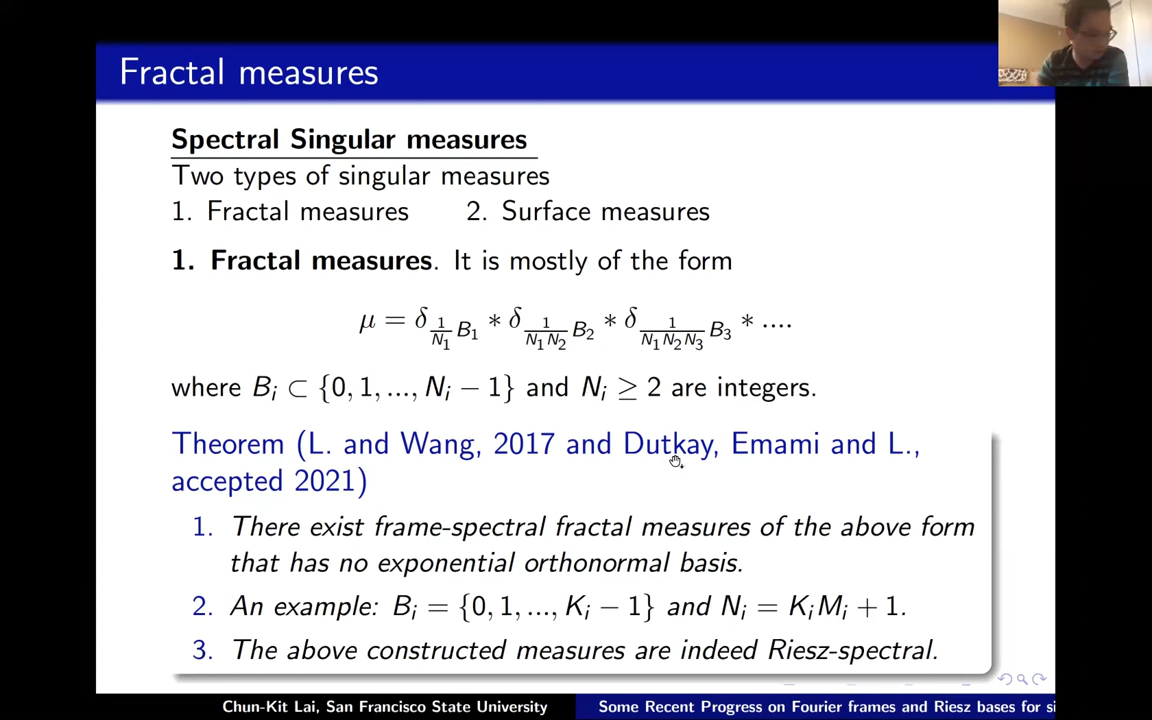 Fractal measures
Spectral Singular measures
Two types of singular measures
1. Fractal measures 2. Surface measures
1. Fractal measures. It is mostly of the form
μ = δ_{\frac{1}{N_1}B_1} * δ_{\frac{1}{N_1N_2}B_2} * δ_{\frac{1}{N_1N_2N_3}B_3} * ....
where B_i ⊂ {0, 1, ..., N_i − 1} and N_i ≥ 2 are integers.
Theorem (L. and Wang, 2017 and Dutkay, Emami and L.,
accepted 2021)
1. There exist frame-spectral fractal measures of the above form
that has no exponential orthonormal basis.
2. An example: B_i = {0, 1, ..., K_i − 1} and N_i = K_iM_i + 1.
3. The above constructed measures are indeed Riesz-spectral.
Chun-Kit Lai, San Francisco State University Some Recent Progress on Fourier frames and Riesz bases for si